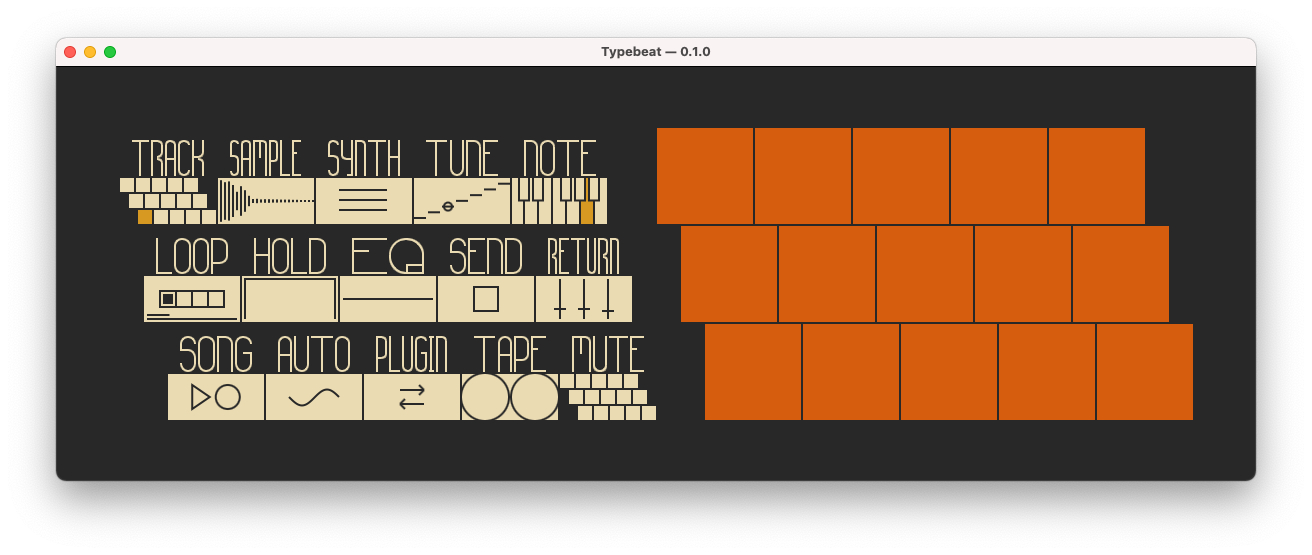 Typebeat — 0.1.0
TRACK SAMPLE SYNTH TUNE NOTE
LOOP HOLD EQ SEND RETURN
SONG AUTO PLUGIN TAPE MUTE